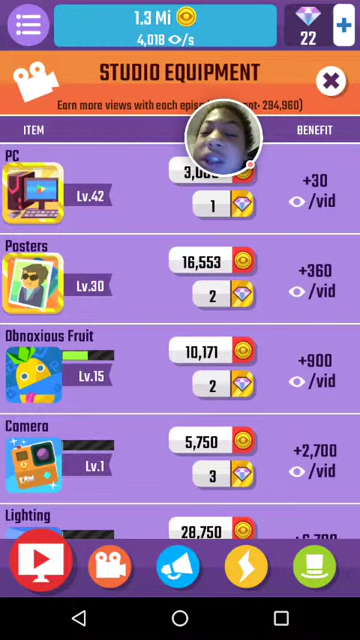 1.3 Mi
4,018 /s
22
STUDIO EQUIPMENT
Earn more views with each 294,960)
ITEM
BENEFIT
PC
Lv.42
1
+30
/vid
Posters
Lv.30
16,553
2
+360
/vid
Obnoxious Fruit
Lv.15
10,171
2
+900
/vid
Camera
Lv.1
5,750
3
+2,700
/vid
Lighting
28,750